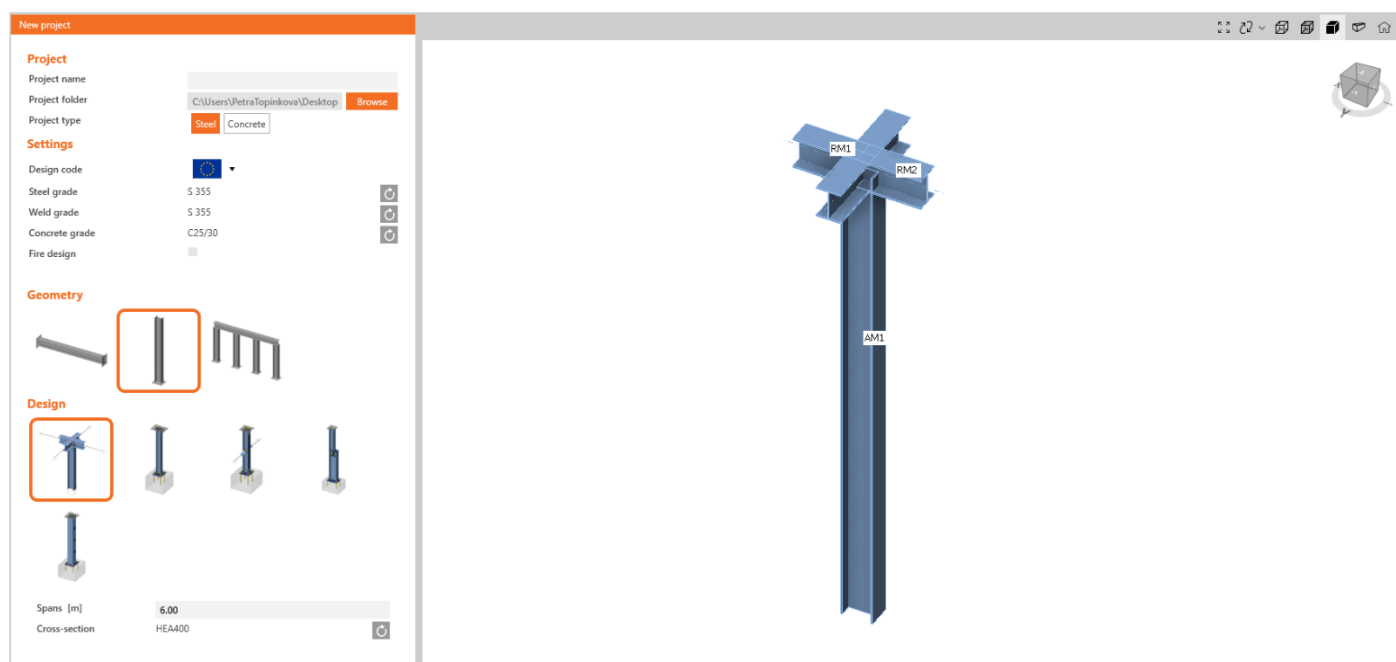 New project
Project
Project name
Project folder C:\Users\PetraTopinkova\Desktop Browse
Project type Steel Concrete
Settings
Design code
Steel grade S 355
Weld grade S 355
Concrete grade C25/30
Fire design
Geometry
Design
Spans [m] 6.00
Cross-section HEA400
RM1
RM2
AM1